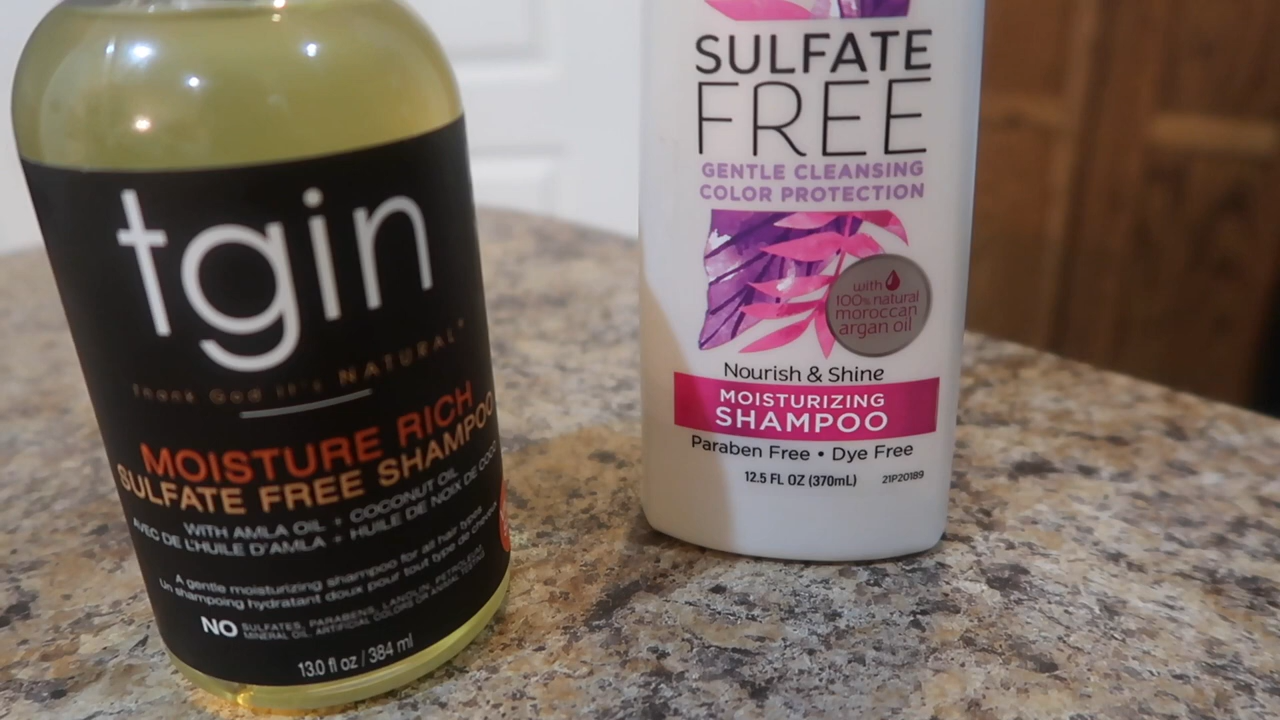 tgin
Thank God it's NATURAL
MOISTURE RICH
SULFATE FREE SHAMPOO
WITH AMLA OIL • COCONUT OIL
AVEC DE L'HUILE D'AMLA • HUILE DE NOIX DE COCO
A gentle moisturizing shampoo for all hair types
Un shampoing hydratant doux pour tout type de cheveux
NO SULFATES, PARABENS, LANOLIN, PETROLEUM
MINERAL OIL, ARTIFICIAL COLORS OR ANIMAL TESTING
13.0 fl oz / 384 ml
SULFATE
FREE
GENTLE CLEANSING
COLOR PROTECTION
with
100% natural
moroccan
argan oil
Nourish & Shine
MOISTURIZING
SHAMPOO
Paraben Free • Dye Free
12.5 FL OZ (370mL) 21P20189